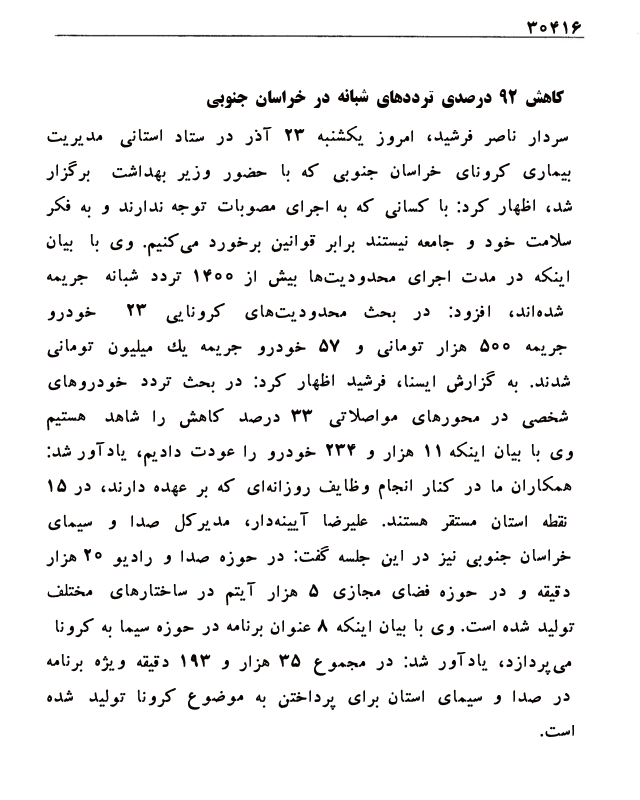 ۳۰۴۱۶
کاهش ۹۲ درصدی ترددهای شبانه در خراسان جنوبی
سردار ناصر فرشید، امروز یکشنبه ۲۳ آذر در ستاد استانی مدیریت
بیماری کرونای خراسان جنوبی که با حضور وزیر بهداشت برگزار
شد، اظهار کرد: با کسانی که به اجرای مصوبات توجه ندارند و به فکر
سلامت خود و جامعه نیستند برابر قوانین برخورد می‌کنیم. وی با بیان
اینکه در مدت اجرای محدودیت‌ها بیش از ۱۴۰۰ تردد شبانه جریمه
شده‌اند، افزود: در بحث محدودیت‌های کرونایی ۲۳ خودرو
جریمه ۵۰۰ هزار تومانی و ۵۷ خودرو جریمه یك میلیون تومانی
شدند. به گزارش ایسنا، فرشید اظهار کرد: در بحث تردد خودروهای
شخصی در محورهای مواصلاتی ۳۳ درصد کاهش را شاهد هستیم
وی با بیان اینکه ۱۱ هزار و ۲۳۴ خودرو را عودت دادیم، یادآور شد:
همکاران ما در کنار انجام وظایف روزانه‌ای که بر عهده دارند، در ۱۵
نقطه استان مستقر هستند. علیرضا آیینه‌دار، مدیرکل صدا و سیمای
خراسان جنوبی نیز در این جلسه گفت: در حوزه صدا و رادیو ۲۰ هزار
دقیقه و در حوزه فضای مجازی ۵ هزار آیتم در ساختارهای مختلف
تولید شده است. وی با بیان اینکه ۸ عنوان برنامه در حوزه سیما به کرونا
می‌پردازد، یادآور شد: در مجموع ۳۵ هزار و ۱۹۳ دقیقه ویژه برنامه
در صدا و سیمای استان برای پرداختن به موضوع کرونا تولید شده
است.